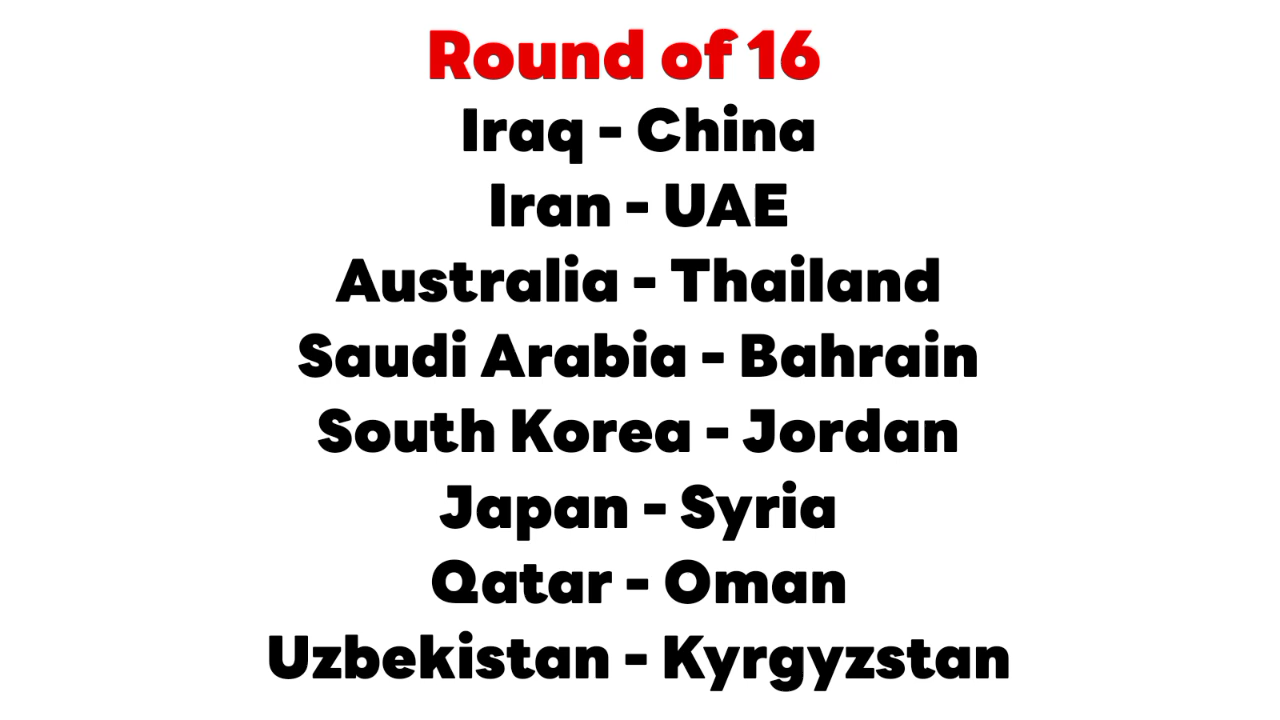 Round of 16
Iraq - China
Iran - UAE
Australia - Thailand
Saudi Arabia - Bahrain
South Korea - Jordan
Japan - Syria
Qatar - Oman
Uzbekistan - Kyrgyzstan